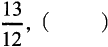 13/12, (    )